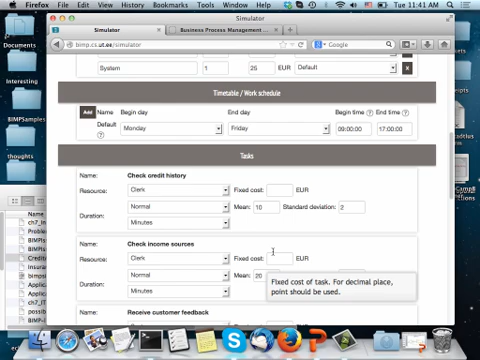 Firefox File Edit View History Bookmarks Tools Window Help Tue 11:41 AM
Simulator
Simulator Business Process Management ...
bimp.cs.ut.ee/simulator Google
Documents
Interesting
BIMPSamples
thoughts
System 1 25 EUR Default X
Timetable / Work schedule
Add Name Begin day End day Begin time ? End time ?
Default Monday Friday 09:00:00 17:00:00
?
Tasks
Name: Check credit history
Resource: Clerk Fixed cost: EUR
Normal Mean: 10 Standard deviation: 2
Duration:
Minutes
Name: Check income sources
Resource: Clerk Fixed cost: EUR
Normal Mean: 20
Duration:
Minutes
Fixed cost of task. For decimal place,
point should be used.
Name: Receive customer feedback
Name